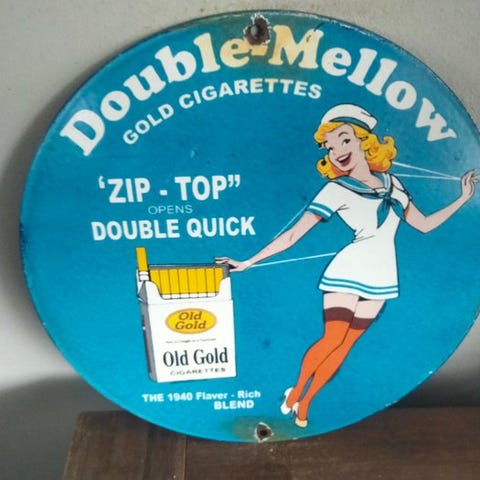 Double-Mellow
GOLD CIGARETTES
‘ZIP - TOP”
OPENS
DOUBLE QUICK
Old
Gold
Old Gold
CIGARETTES
THE 1940 Flaver - Rich
BLEND